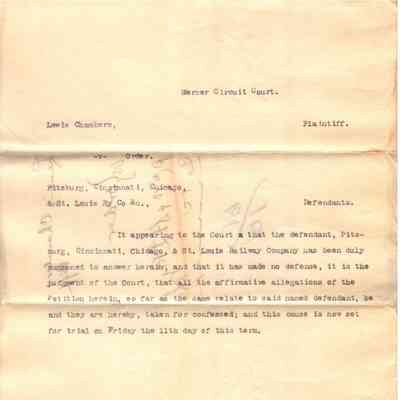 Mercer Circuit Court.
Lewis Chambers, Plaintiff.
-v- Order.
Pitzburg, Cincinnati, Chicago,
& St. Louis Ry Co &c., Defendants.
It appearing to the Court a that the defendant, Pitz-
burg, Cincinnati, Chicago, & St. Louis Railway Company has been duly
summoned to answer herein, and that it has made no defense, it is the
judgment of the Court, that all the affirmative allegations of the
Petition herein, so far as the same relate to said named defendant, be
and they are hereby, taken for confessed; and this cause is now set
for trial on Friday the 11th day of this term.